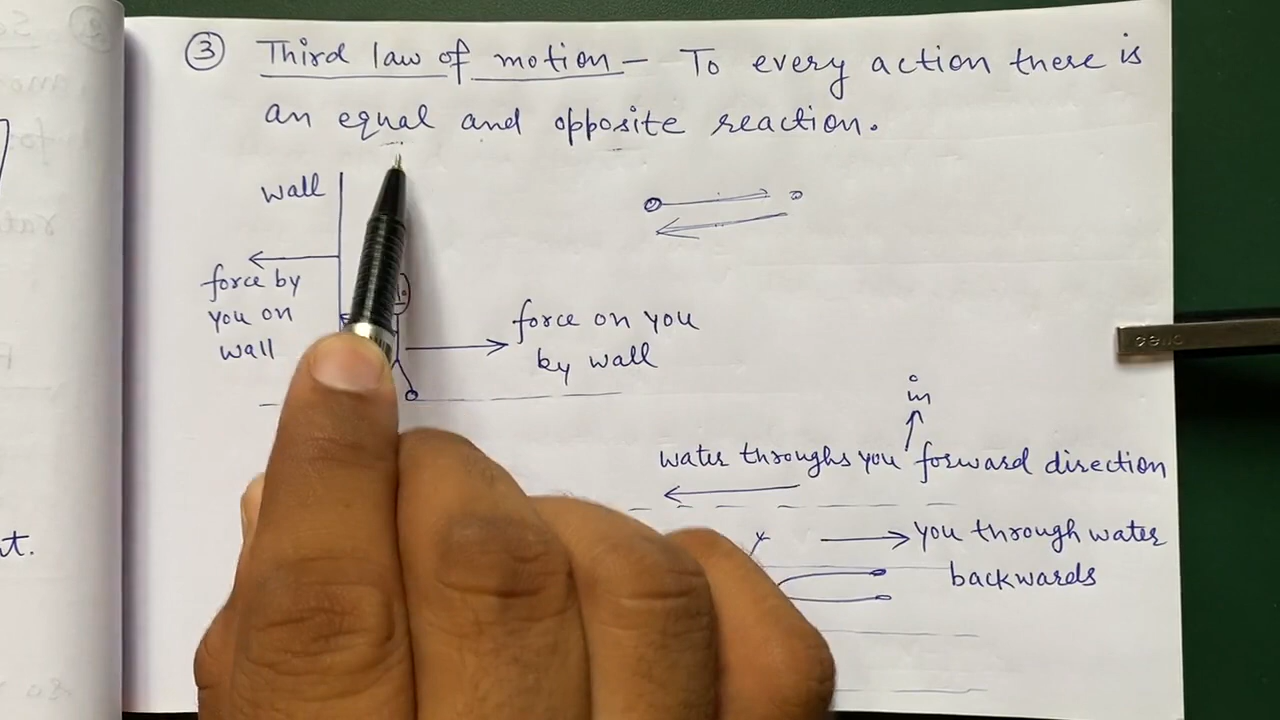 ③ Third law of motion – To every action there is
an equal and opposite reaction.
wall
force by
you on
wall
force on you
by wall
cello
in
water throughs you forward direction
you through water
backwards
t.